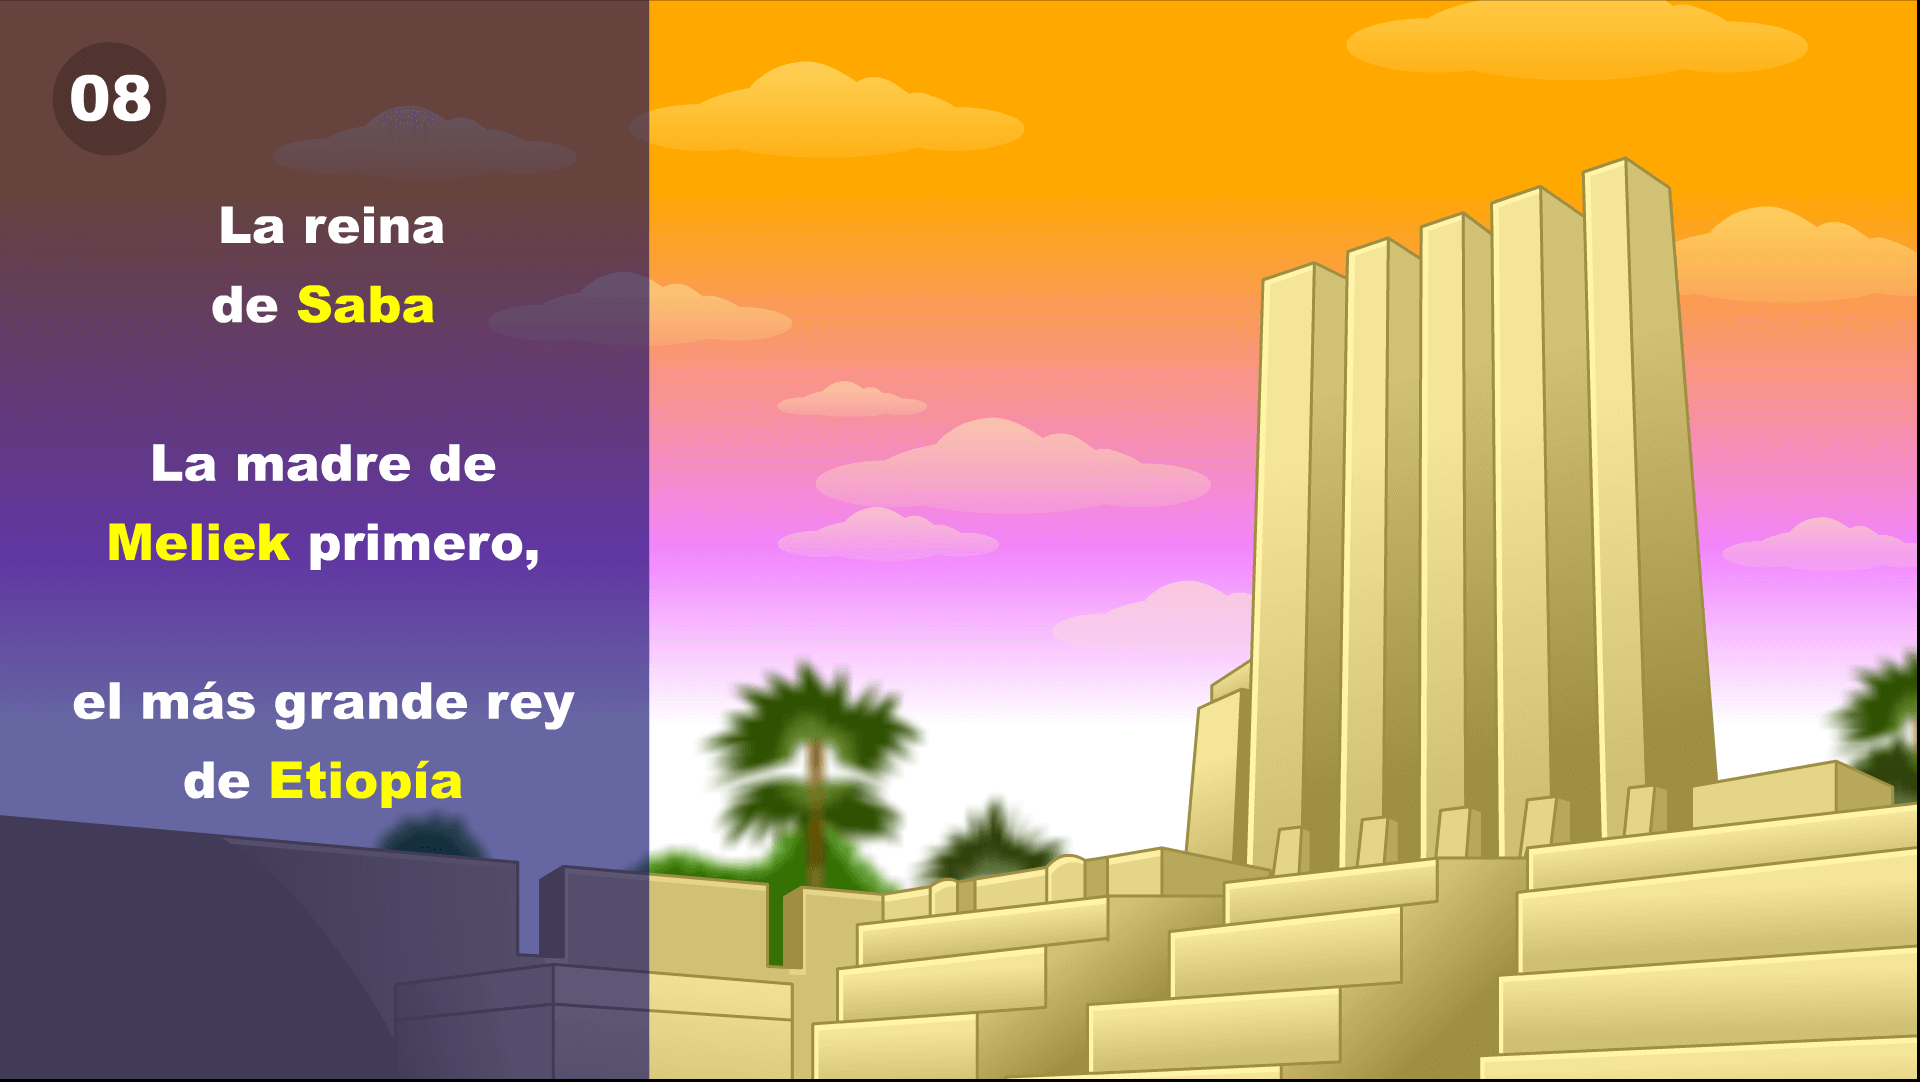 08
La reina
de Saba
La madre de
Meliek primero,
el más grande rey
de Etiopía